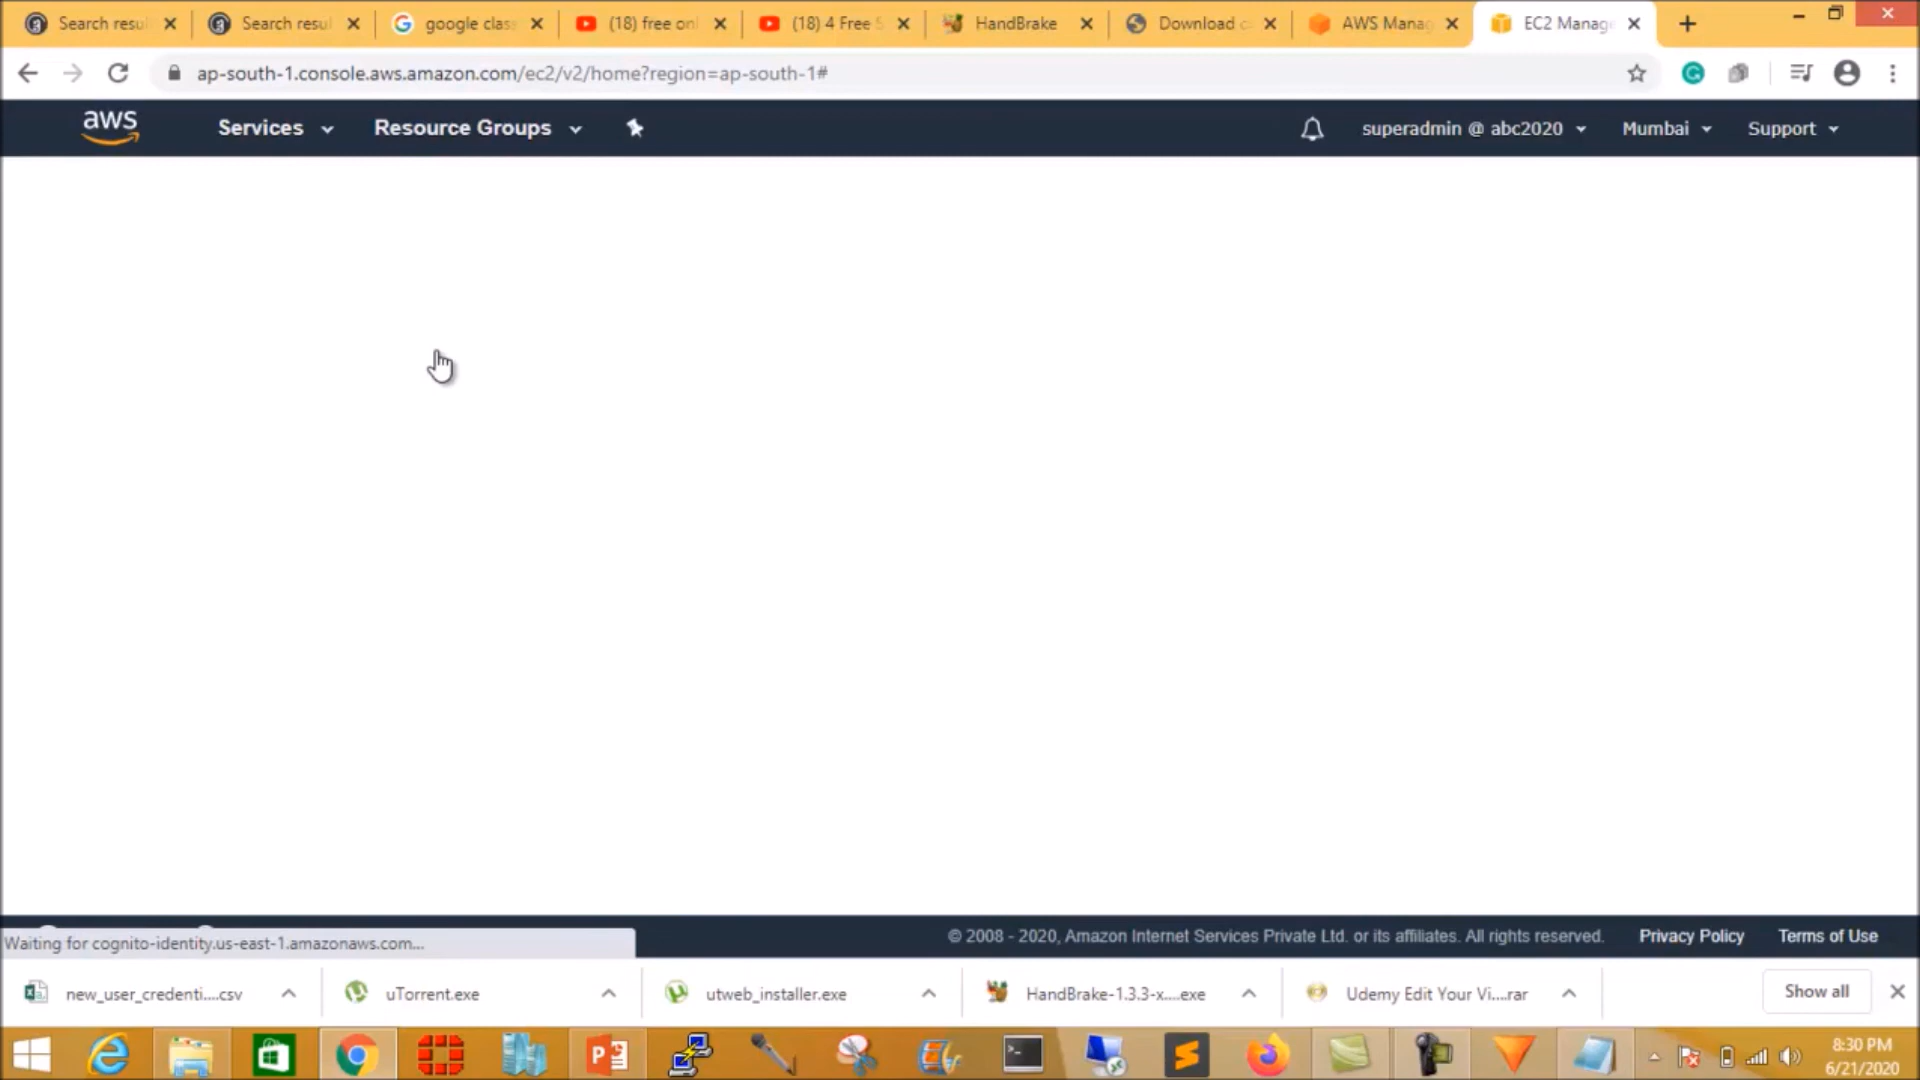 Search resu
Search resu
google clas
(18) free on
(18) 4 Free S
HandBrake
Download c
AWS Manag
EC2 Manag
ap-south-1.console.aws.amazon.com/ec2/v2/home?region=ap-south-1#
aws
Services
Resource Groups
superadmin @ abc2020
Mumbai
Support
Waiting for cognito-identity.us-east-1.amazonaws.com...
© 2008 - 2020, Amazon Internet Services Private Ltd. or its affiliates. All rights reserved.
Privacy Policy
Terms of Use
new_user_credenti....csv
uTorrent.exe
utweb_installer.exe
HandBrake-1.3.3-x....exe
Udemy Edit Your Vi....rar
Show all
8:30 PM
6/21/2020